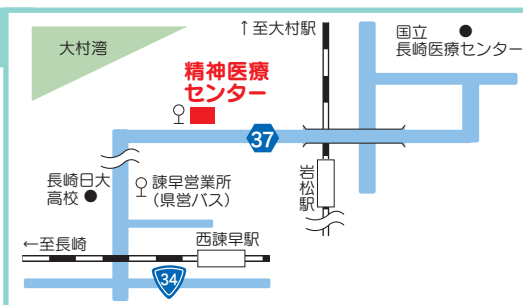 大村湾
↑至大村駅
国立
長崎医療センター
精神医療
センター
37
岩松駅
長崎日大
高校
諫早営業所
（県営バス）
←至長崎
西諫早駅
34